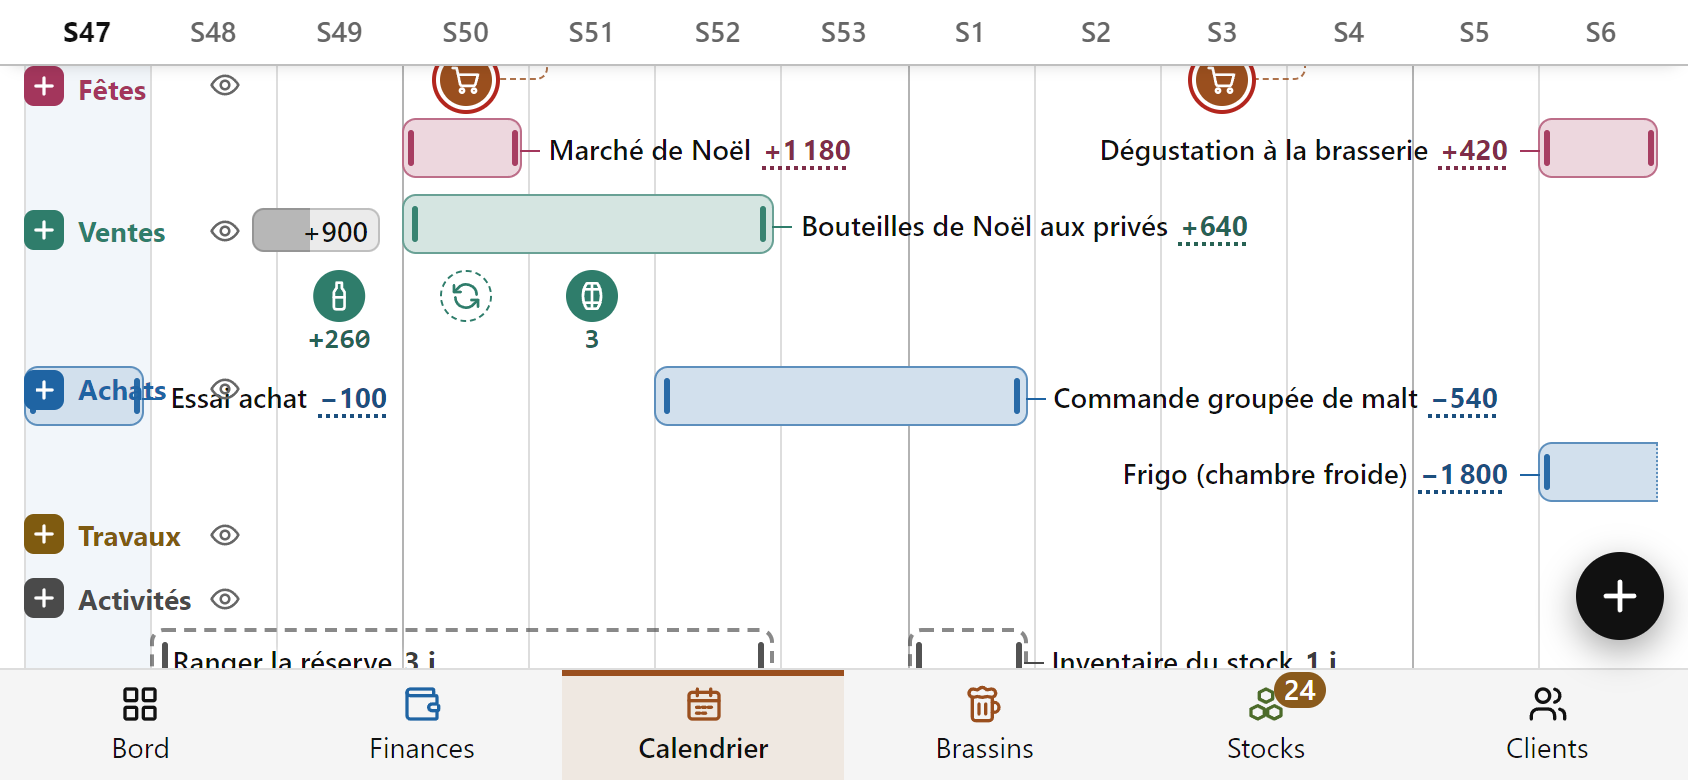 S47 S48 S49 S50 S51 S52 S53 S1 S2 S3 S4 S5 S6
Fêtes
Marché de Noël +1 180
Dégustation à la brasserie +420
Ventes
+900
Bouteilles de Noël aux privés +640
+260
3
Achats
Essai achat −100
Commande groupée de malt −540
Frigo (chambre froide) −1 800
Travaux
Activités
Ranger la réserve 3 j
Inventaire du stock 1 j
Bord
Finances
Calendrier
Brassins
24
Stocks
Clients